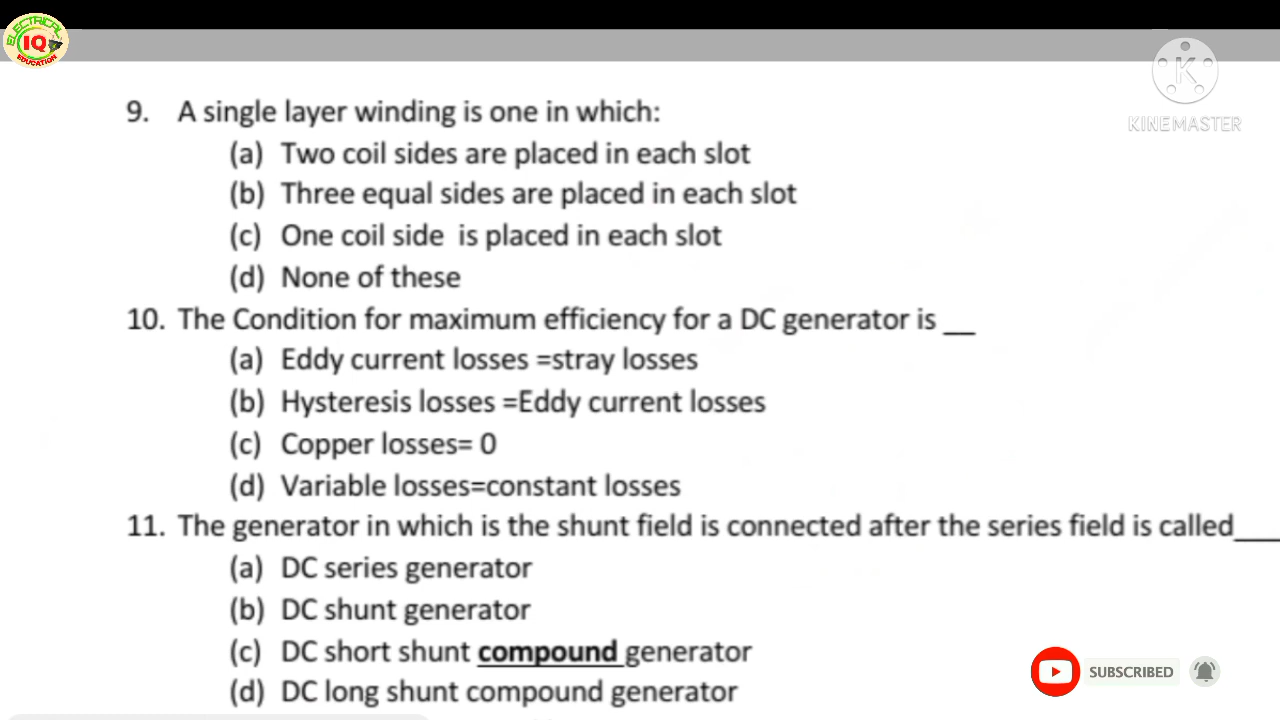 ELECTRICAL
IQ
EDUCATION
K
KINEMASTER
9. A single layer winding is one in which:
(a) Two coil sides are placed in each slot
(b) Three equal sides are placed in each slot
(c) One coil side is placed in each slot
(d) None of these
10. The Condition for maximum efficiency for a DC generator is __
(a) Eddy current losses =stray losses
(b) Hysteresis losses =Eddy current losses
(c) Copper losses= 0
(d) Variable losses=constant losses
11. The generator in which is the shunt field is connected after the series field is called___
(a) DC series generator
(b) DC shunt generator
(c) DC short shunt compound generator
(d) DC long shunt compound generator
SUBSCRIBED